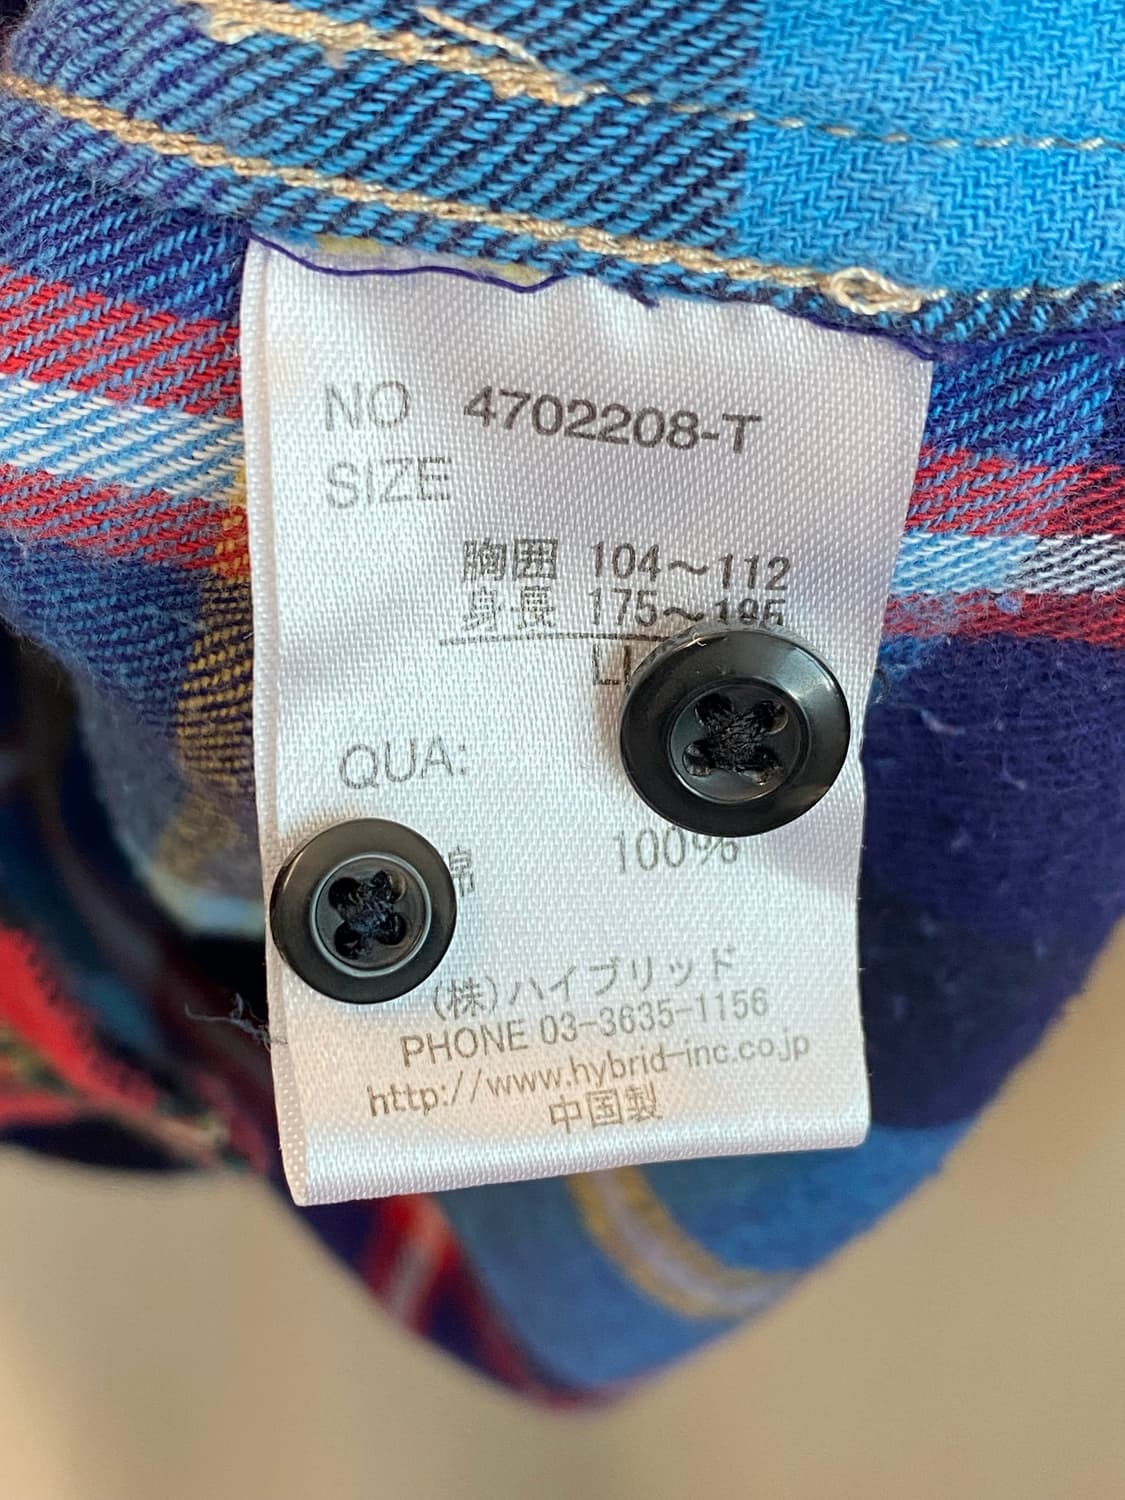 NO 4702208-T
SIZE
胸囲 104～112
身長 175～185
QUA:
綿 100%
(株)ハイブリッド
PHONE 03-3635-1156
http://www.hybrid-inc.co.jp
中国製